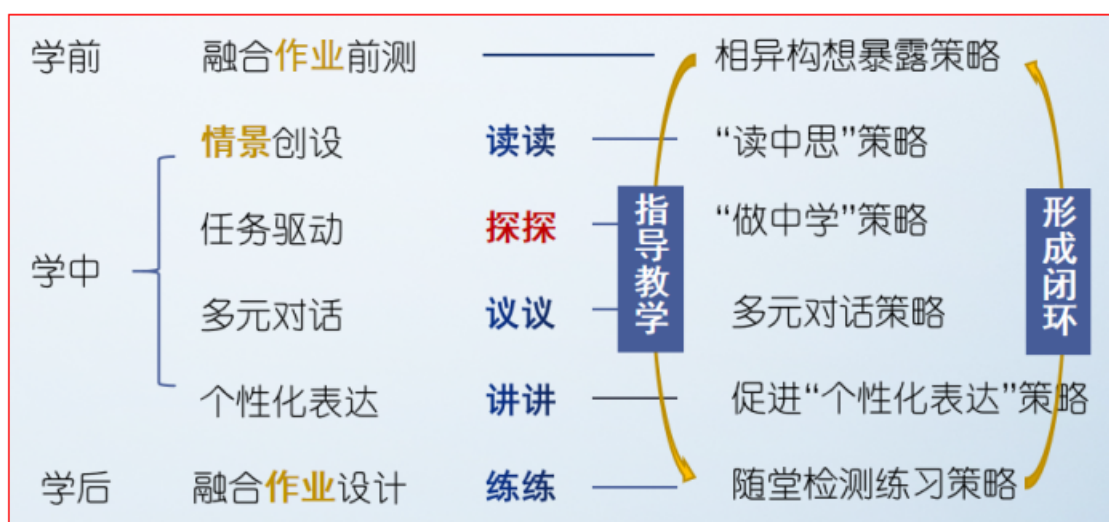 学前 融合作业前测 相异构想暴露策略
情景创设 读读 “读中思”策略
任务驱动 探探 “做中学”策略
学中
多元对话 议议 多元对话策略
个性化表达 讲讲 促进“个性化表达”策略
学后 融合作业设计 练练 随堂检测练习策略
指导教学
形成闭环